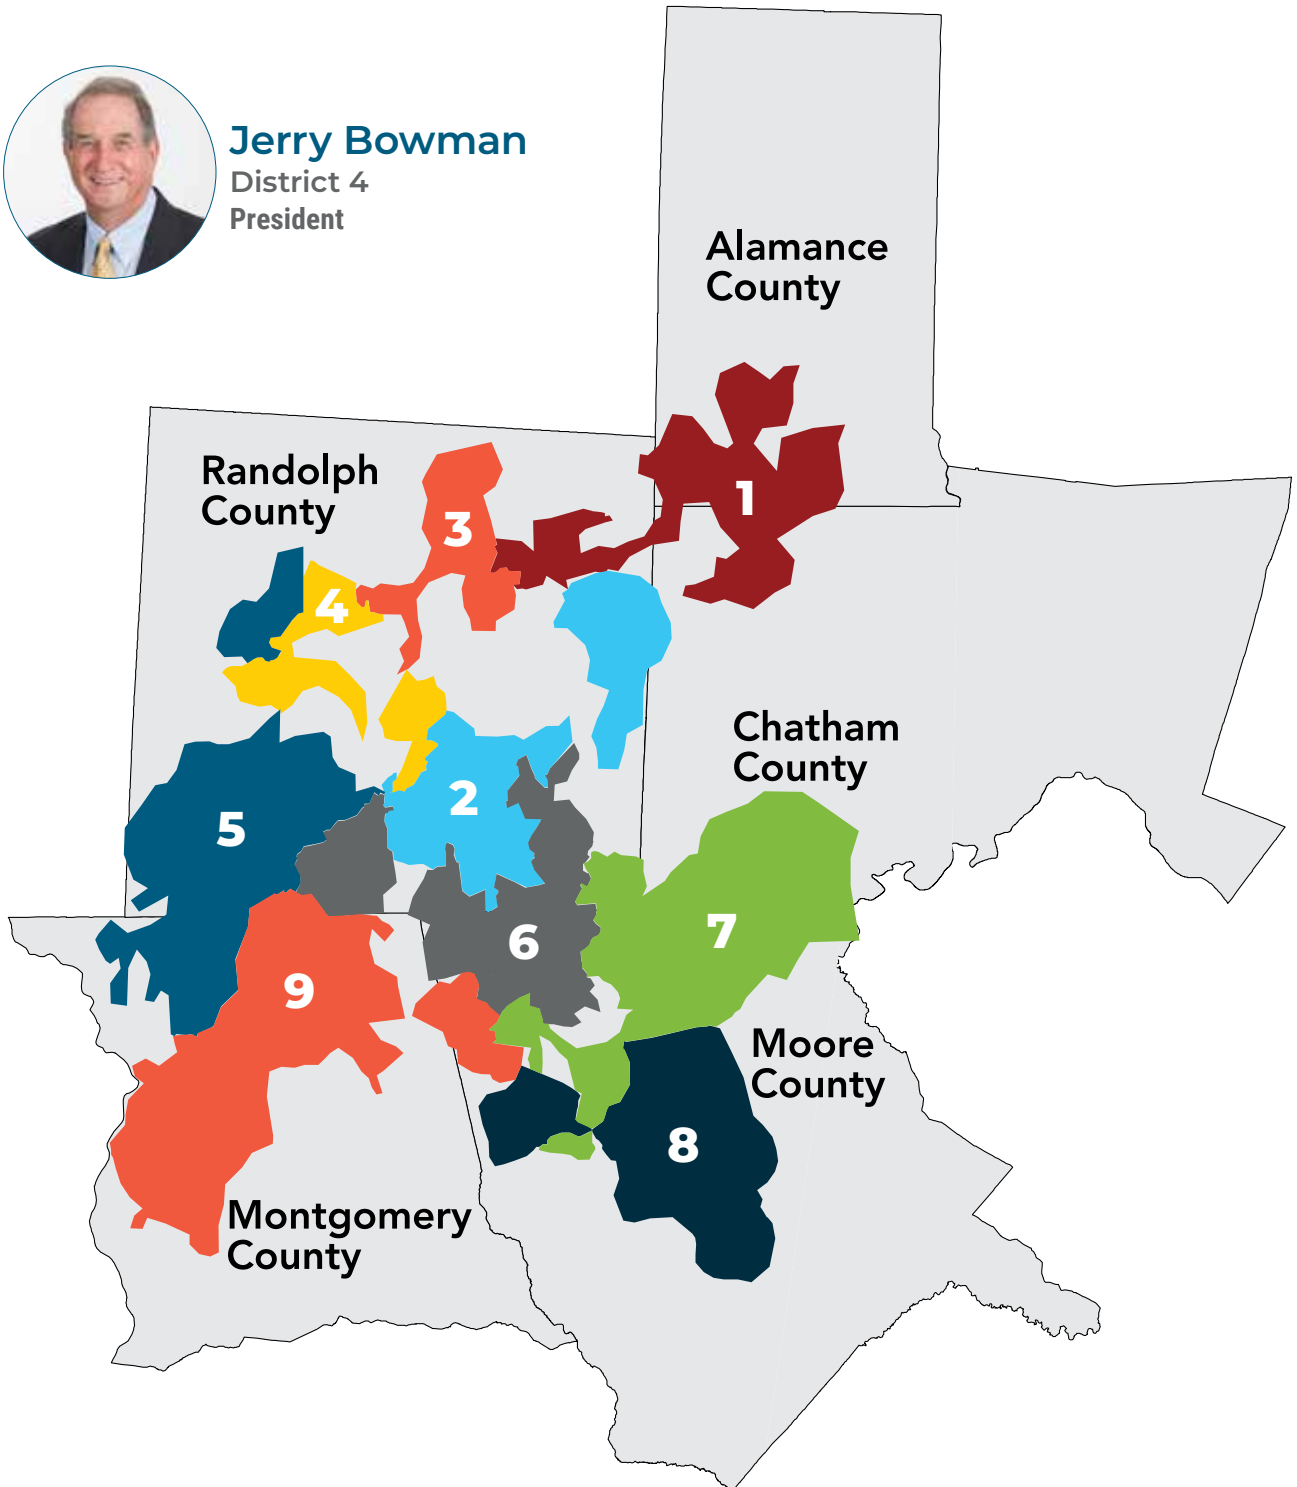 Jerry Bowman
District 4
President
Alamance
County
Randolph
County
1
3
4
Chatham
County
2
5
7
6
9
Moore
County
8
Montgomery
County